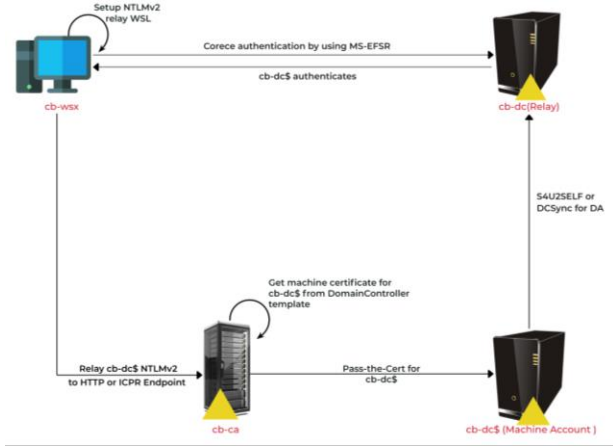 Setup NTLMv2
relay WSL
Corece authentication by using MS-EFSR
cb-dc$ authenticates
cb-wsx
cb-dc(Relay)
S4U2SELF or
DCSync for DA
Get machine certificate for
cb-dc$ from DomainController
template
Relay cb-dc$ NTLMv2
to HTTP or ICPR Endpoint
Pass-the-Cert for
cb-dc$
cb-ca
cb-dc$ (Machine Account )